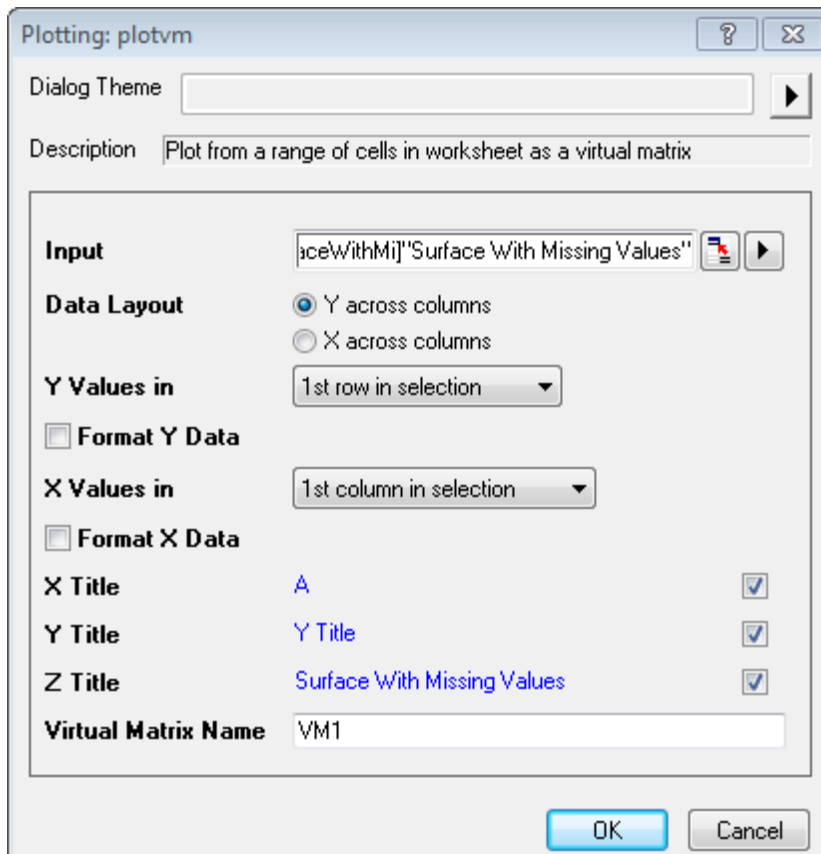 Plotting: plotvm
Dialog Theme
Description Plot from a range of cells in worksheet as a virtual matrix
Input aceWithMi]"Surface With Missing Values"
Data Layout Y across columns
X across columns
Y Values in 1st row in selection
Format Y Data
X Values in 1st column in selection
Format X Data
X Title A
Y Title Y Title
Z Title Surface With Missing Values
Virtual Matrix Name VM1
OK Cancel